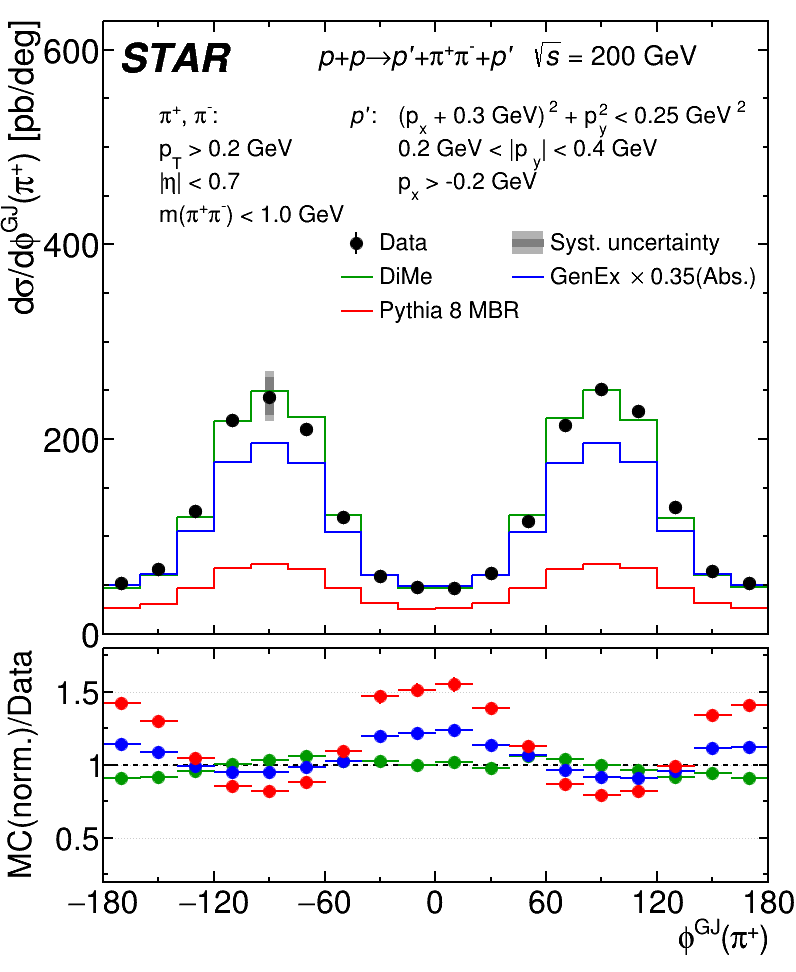 STAR p+p→p′+π⁺π⁻+p′ √s = 200 GeV
π⁺, π⁻: p′: (pₓ + 0.3 GeV)² + p_y² < 0.25 GeV²
p_T > 0.2 GeV 0.2 GeV < |p_y| < 0.4 GeV
|η| < 0.7 pₓ > -0.2 GeV
m(π⁺π⁻) < 1.0 GeV
Data Syst. uncertainty
DiMe GenEx × 0.35(Abs.)
Pythia 8 MBR
dσ/dφ^GJ(π⁺) [pb/deg]
600
400
200
0
MC(norm.)/Data
1.5
1
0.5
−180 −120 −60 0 60 120 180
φ^GJ(π⁺)